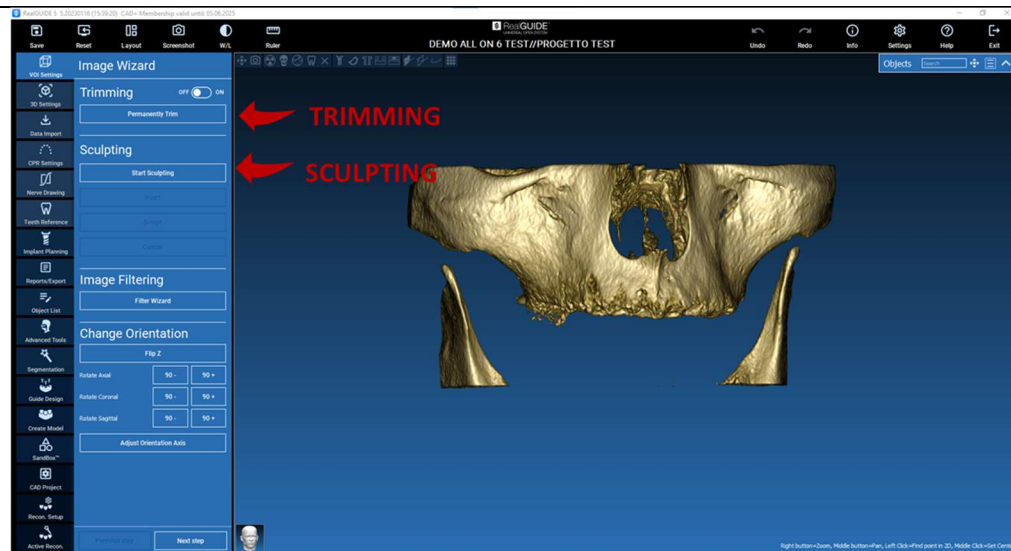 RealGUIDE 5 5.20230116 (15:39:20) CAD+ Membership valid until: 05.06.2025
Save
Reset
Layout
Screenshot
W/L
Ruler
RealGUIDE
UNIVERSAL OPEN SYSTEM
DEMO ALL ON 6 TEST//PROGETTO TEST
Undo
Redo
Info
Settings
Help
Exit
VOI Settings
3D Settings
Data Import
CPR Settings
Nerve Drawing
Teeth Reference
Implant Planning
Reports/Export
Object List
Advanced Tools
Segmentation
Guide Design
Create Model
SandBox™
CAD Project
Recon. Setup
Active Recon.
Image Wizard
Trimming
OFF
ON
Permanently Trim
Sculpting
Start Sculpting
Image Filtering
Filter Wizard
Change Orientation
Flip Z
Rotate Axial
90 -
90 +
Rotate Coronal
90 -
90 +
Rotate Sagittal
90 -
90 +
Adjust Orientation Axis
Previous step
Next step
TRIMMING
SCULPTING
Objects
Search
Right button=Zoom, Middle button=Pan, Left Click=Find point in 2D, Middle Click=Set Cente